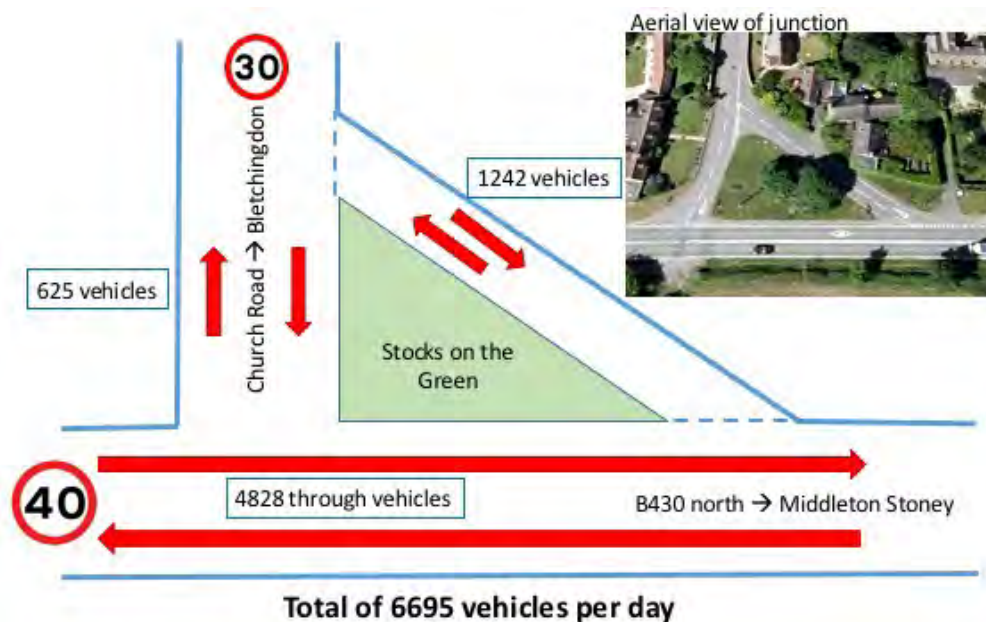 Aerial view of junction
30
Church Road → Bletchingdon
1242 vehicles
625 vehicles
Stocks on the
Green
40
4828 through vehicles
B430 north → Middleton Stoney
Total of 6695 vehicles per day